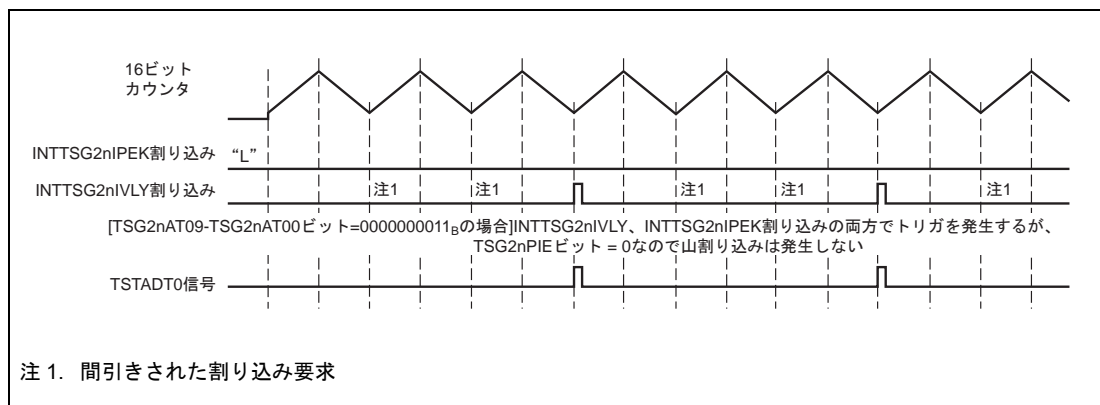 16ビット
カウンタ
INTTSG2nIPEK割り込み “L”
INTTSG2nIVLY割り込み 注1 注1 注1 注1 注1
[TSG2nAT09-TSG2nAT00ビット=0000000011Bの場合]INTTSG2nIVLY、INTTSG2nIPEK割り込みの両方でトリガを発生するが、
TSG2nPIEビット = 0なので山割り込みは発生しない
TSTADT0信号
注 1. 間引きされた割り込み要求